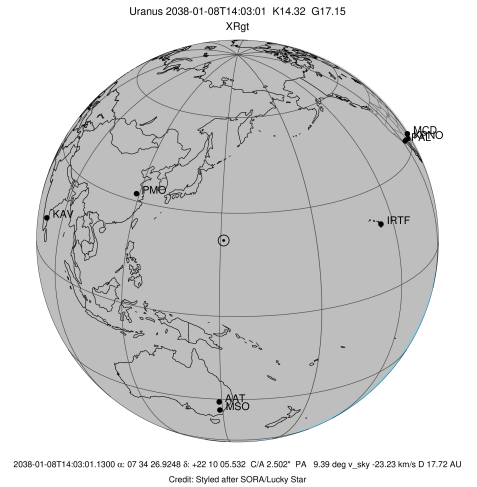 Uranus 2038-01-08T14:03:01  K14.32  G17.15
XRgt
MCD
PAL
PMO
KAV
IRTF
AAT
MSO
2038-01-08T14:03:01.1300 α: 07 34 26.9248 δ: +22 10 05.532  C/A 2.502"  PA   9.39 deg v_sky -23.23 km/s D 17.72 AU
Credit: Styled after SORA/Lucky Star